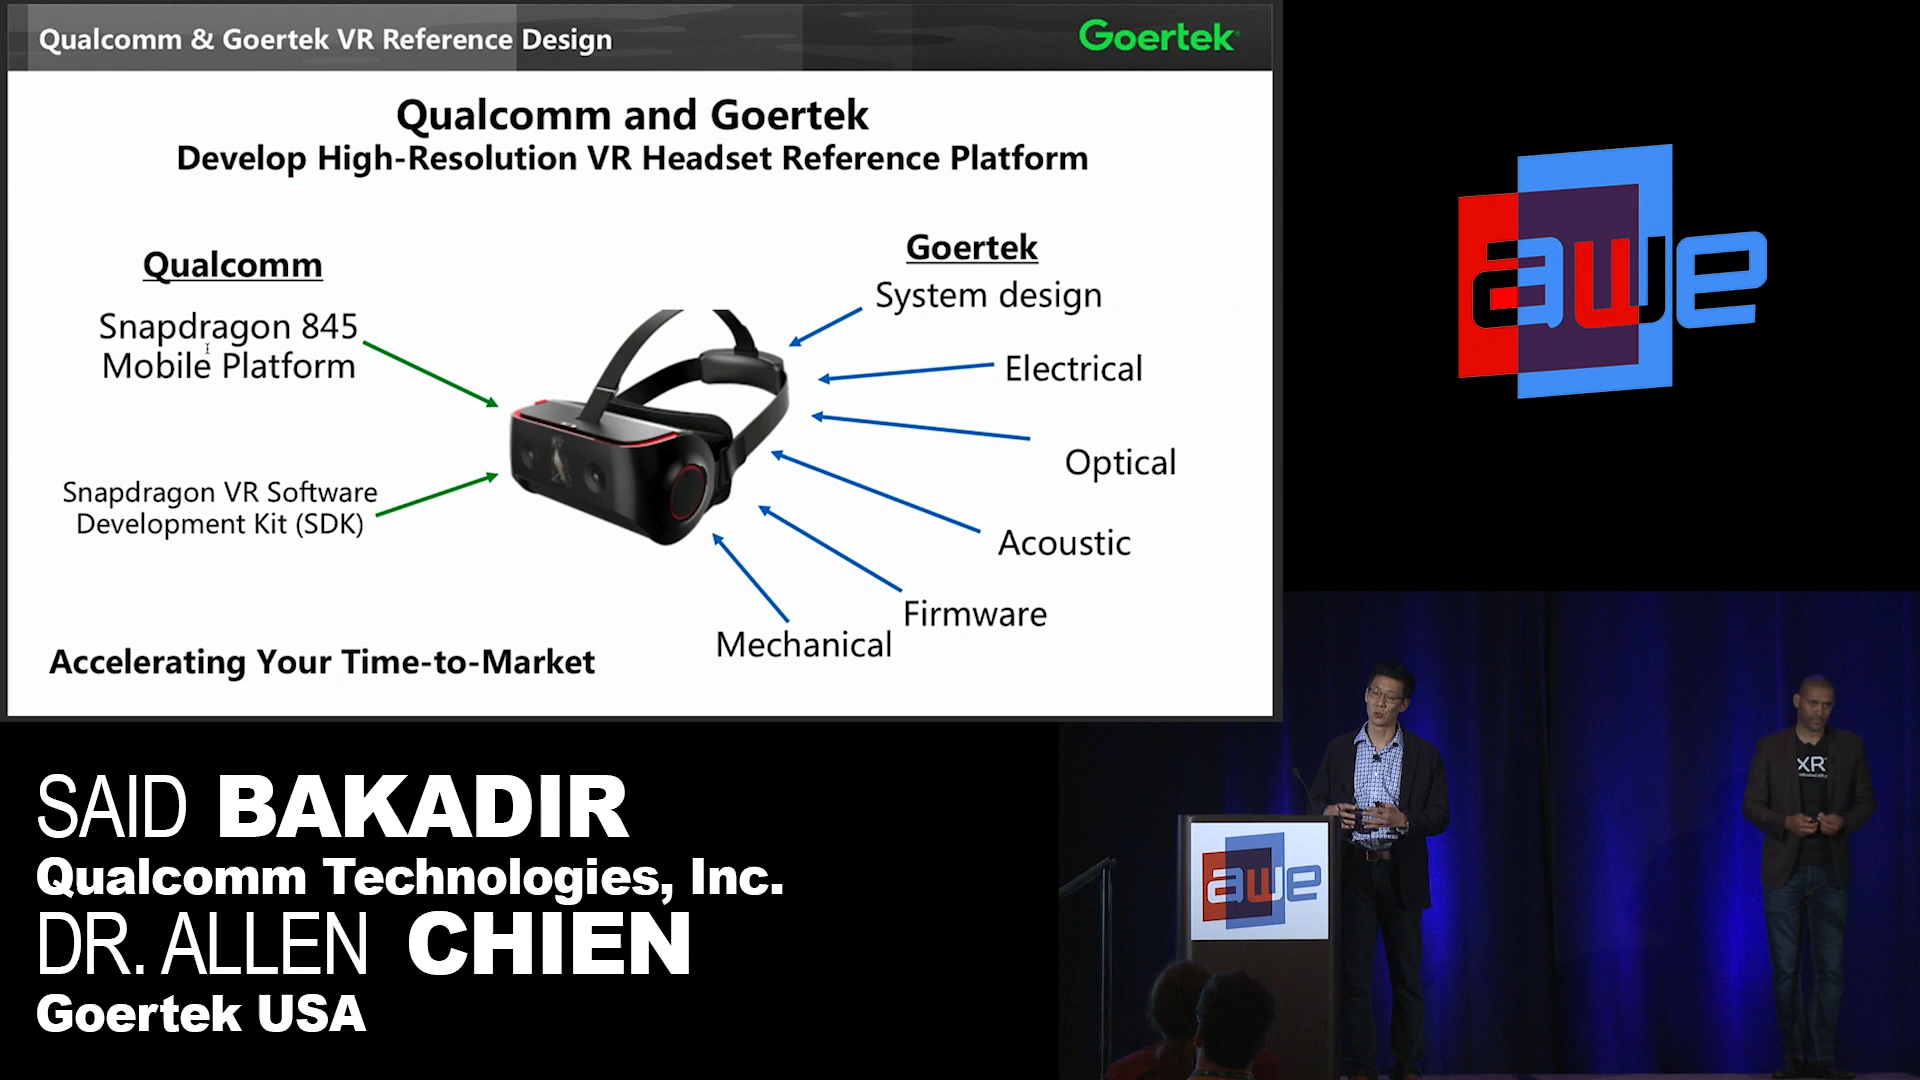 Qualcomm & Goertek VR Reference Design
Goertek
Qualcomm and Goertek
Develop High-Resolution VR Headset Reference Platform
Qualcomm
Snapdragon 845
Mobile Platform
Snapdragon VR Software
Development Kit (SDK)
Goertek
System design
Electrical
Optical
Acoustic
Firmware
Mechanical
Accelerating Your Time-to-Market
awe
SAID BAKADIR
Qualcomm Technologies, Inc.
DR. ALLEN CHIEN
Goertek USA
awe
XR